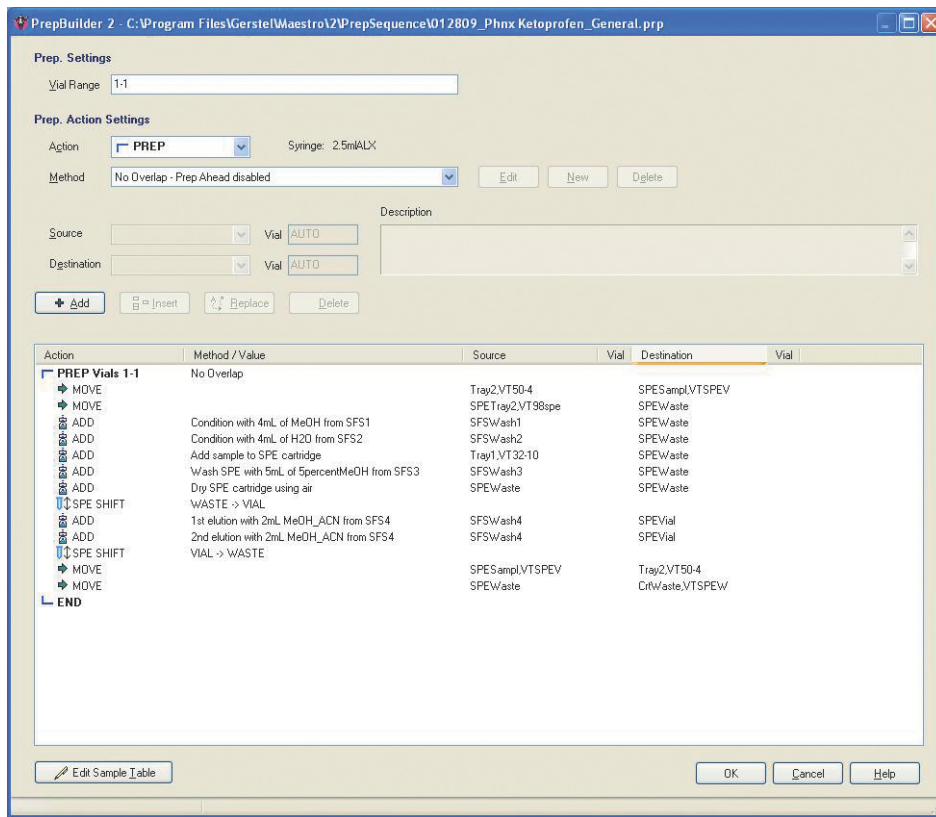 PrepBuilder 2 - C:\Program Files\Gerstel\Maestro\2\PrepSequence\012809_Phnx Ketoprofen_General.prp
Prep. Settings
Vial Range 1-1
Prep. Action Settings
Action PREP Syringe: 2.5mlALX
Method No Overlap - Prep Ahead disabled Edit New Delete
Description
Source Vial AUTO
Destination Vial AUTO
Add Insert Replace Delete
Action Method / Value Source Vial Destination Vial
PREP Vials 1-1 No Overlap
MOVE Tray2,VT50-4 SPESampl,VTSPEV
MOVE SPETray2,VT98spe SPEWaste
ADD Condition with 4mL of MeOH from SFS1 SFSWash1 SPEWaste
ADD Condition with 4mL of H2O from SFS2 SFSWash2 SPEWaste
ADD Add sample to SPE cartridge Tray1,VT32-10 SPEWaste
ADD Wash SPE with 5mL of 5percentMeOH from SFS3 SFSWash3 SPEWaste
ADD Dry SPE cartridge using air SPEWaste SPEWaste
SPE SHIFT WASTE -> VIAL
ADD 1st elution with 2mL MeOH_ACN from SFS4 SFSWash4 SPEVial
ADD 2nd elution with 2mL MeOH_ACN from SFS4 SFSWash4 SPEVial
SPE SHIFT VIAL -> WASTE
MOVE SPESampl,VTSPEV Tray2,VT50-4
MOVE SPEWaste CrtWaste,VTSPEW
END
Edit Sample Table OK Cancel Help